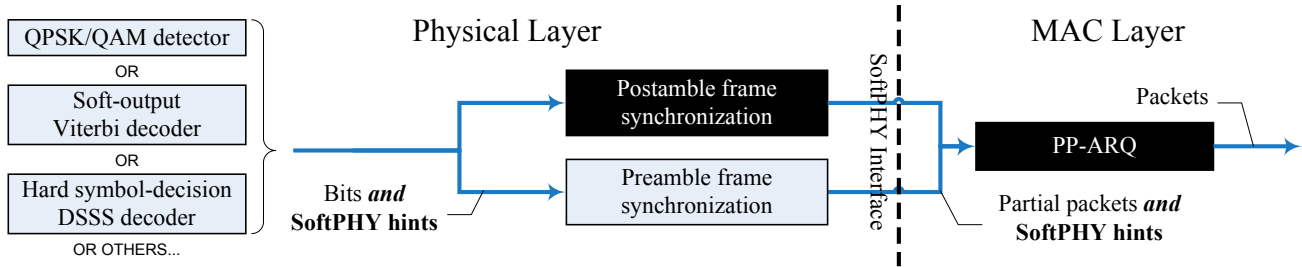 QPSK/QAM detector
OR
Soft-output
Viterbi decoder
OR
Hard symbol-decision
DSSS decoder
OR OTHERS...
Physical Layer
Bits and
SoftPHY hints
Postamble frame
synchronization
Preamble frame
synchronization
SoftPHY Interface
MAC Layer
PP-ARQ
Packets
Partial packets and
SoftPHY hints